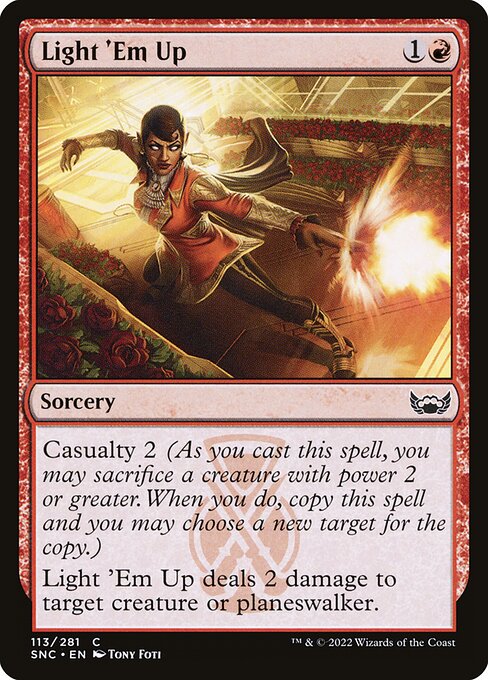 Light 'Em Up 1
Sorcery
Casualty 2 (As you cast this spell, you
may sacrifice a creature with power 2
or greater. When you do, copy this spell
and you may choose a new target for the
copy.)
Light 'Em Up deals 2 damage to
target creature or planeswalker.
113/281 C
SNC • EN Tony Foti
™ & © 2022 Wizards of the Coast